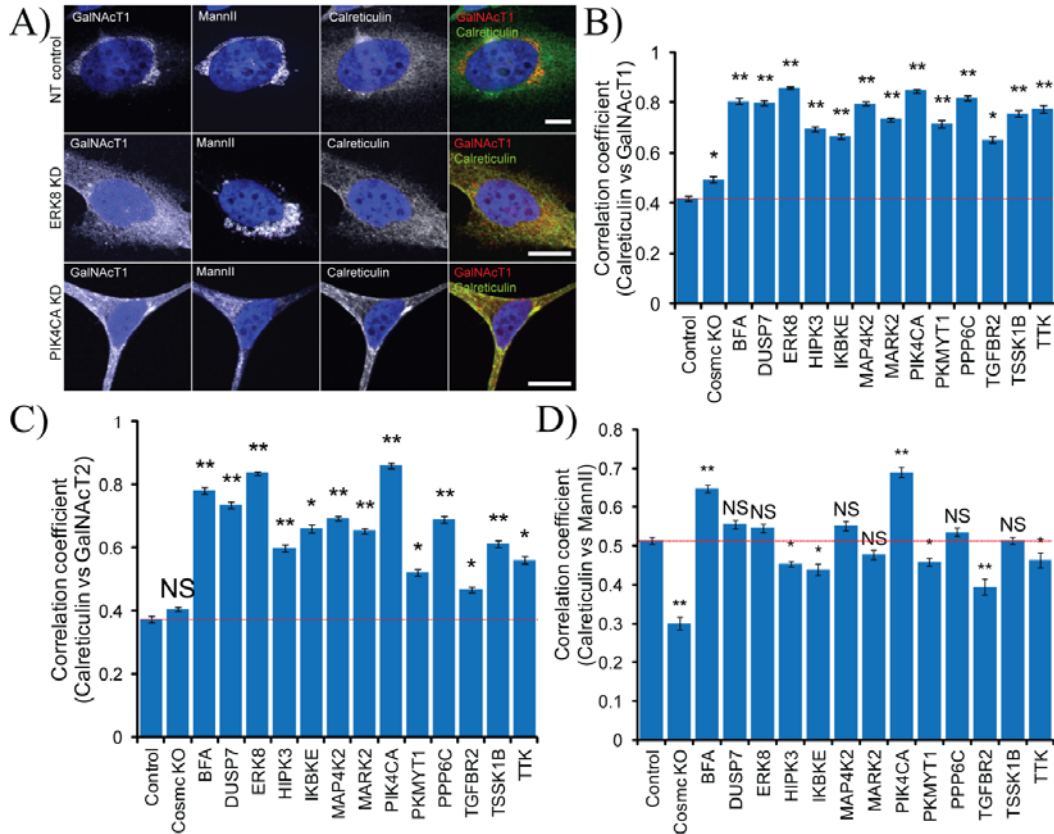 A)
GalNAcT1
MannII
Calreticulin
GalNAcT1
Calreticulin
NT control
GalNAcT1
MannII
Calreticulin
GalNAcT1
Calreticulin
ERK8 KD
GalNAcT1
MannII
Calreticulin
GalNAcT1
Calreticulin
PIK4CA KD
B)
Correlation coefficient
(Calreticulin vs GalNAcT1)
1
0.8
0.6
0.4
0.2
0
* ** ** ** ** ** ** ** ** ** ** * ** **
Control
Cosmc KO
BFA
DUSP7
ERK8
HIPK3
IKBKE
MAP4K2
MARK2
PIK4CA
PKMYT1
PPP6C
TGFBR2
TSSK1B
TTK
C)
Correlation coefficient
(Calreticulin vs GalNAcT2)
1
0.8
0.6
0.4
0.2
0
NS ** ** ** ** * ** ** ** * ** * ** *
Control
Cosmc KO
BFA
DUSP7
ERK8
HIPK3
IKBKE
MAP4K2
MARK2
PIK4CA
PKMYT1
PPP6C
TGFBR2
TSSK1B
TTK
D)
Correlation coefficient
(Calreticulin vs MannII)
0.8
0.7
0.6
0.5
0.4
0.3
0.2
0.1
0.5
** ** NS NS * * NS NS ** * NS ** NS *
Control
Cosmc KO
BFA
DUSP7
ERK8
HIPK3
IKBKE
MAP4K2
MARK2
PIK4CA
PKMYT1
PPP6C
TGFBR2
TSSK1B
TTK